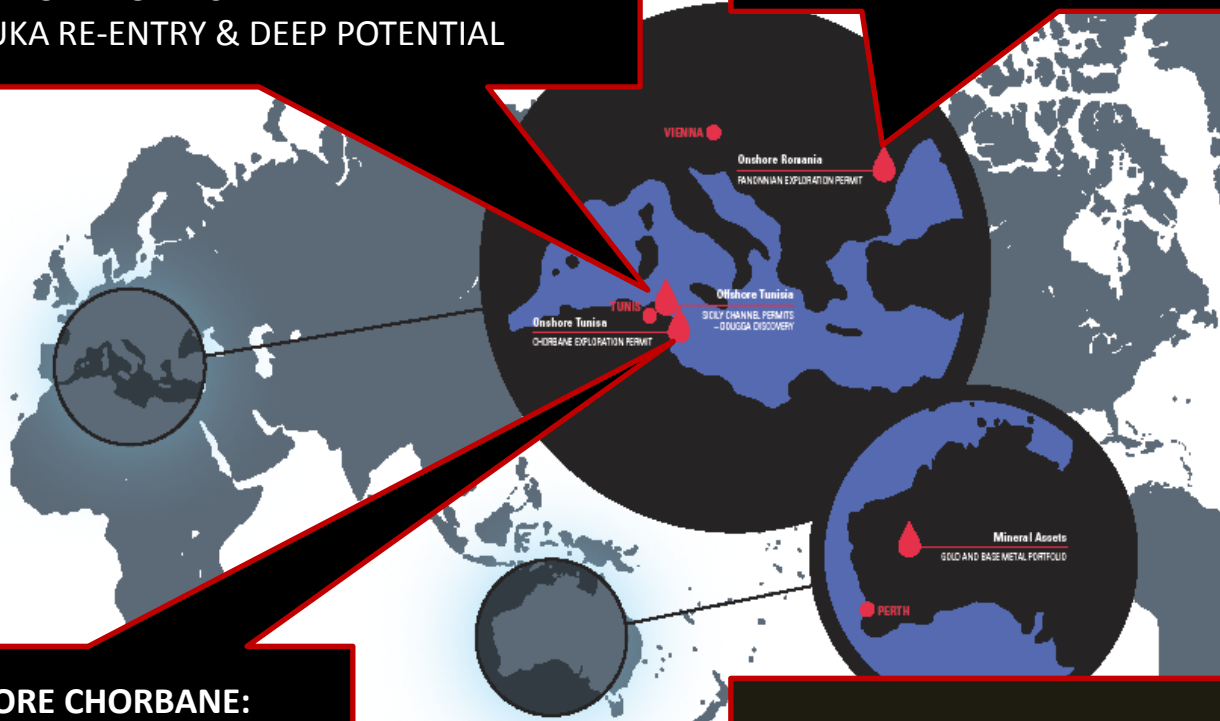 UKA RE-ENTRY & DEEP POTENTIAL
VIENNA
Onshore Romania
PANONNIAN EXPLORATION PERMIT
Offshore Tunisia
SICILY CHANNEL PERMITS
– DOUGGA DISCOVERY
TUNIS
Onshore Tunisa
CHORBANE EXPLORATION PERMIT
Mineral Assets
GOLD AND BASE METAL PORTFOLIO
PERTH
ORE CHORBANE: